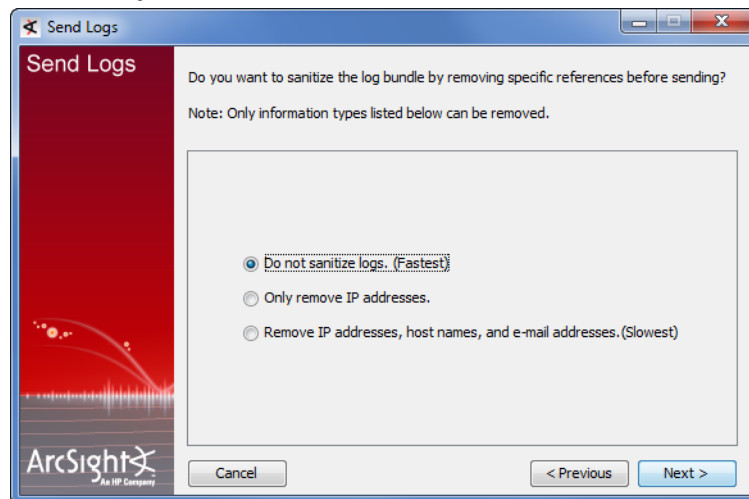 Send Logs
Send Logs
Do you want to sanitize the log bundle by removing specific references before sending?
Note: Only information types listed below can be removed.
Do not sanitize logs. (Fastest)
Only remove IP addresses.
Remove IP addresses, host names, and e-mail addresses.(Slowest)
ArcSight
An HP Company
Cancel
< Previous
Next >